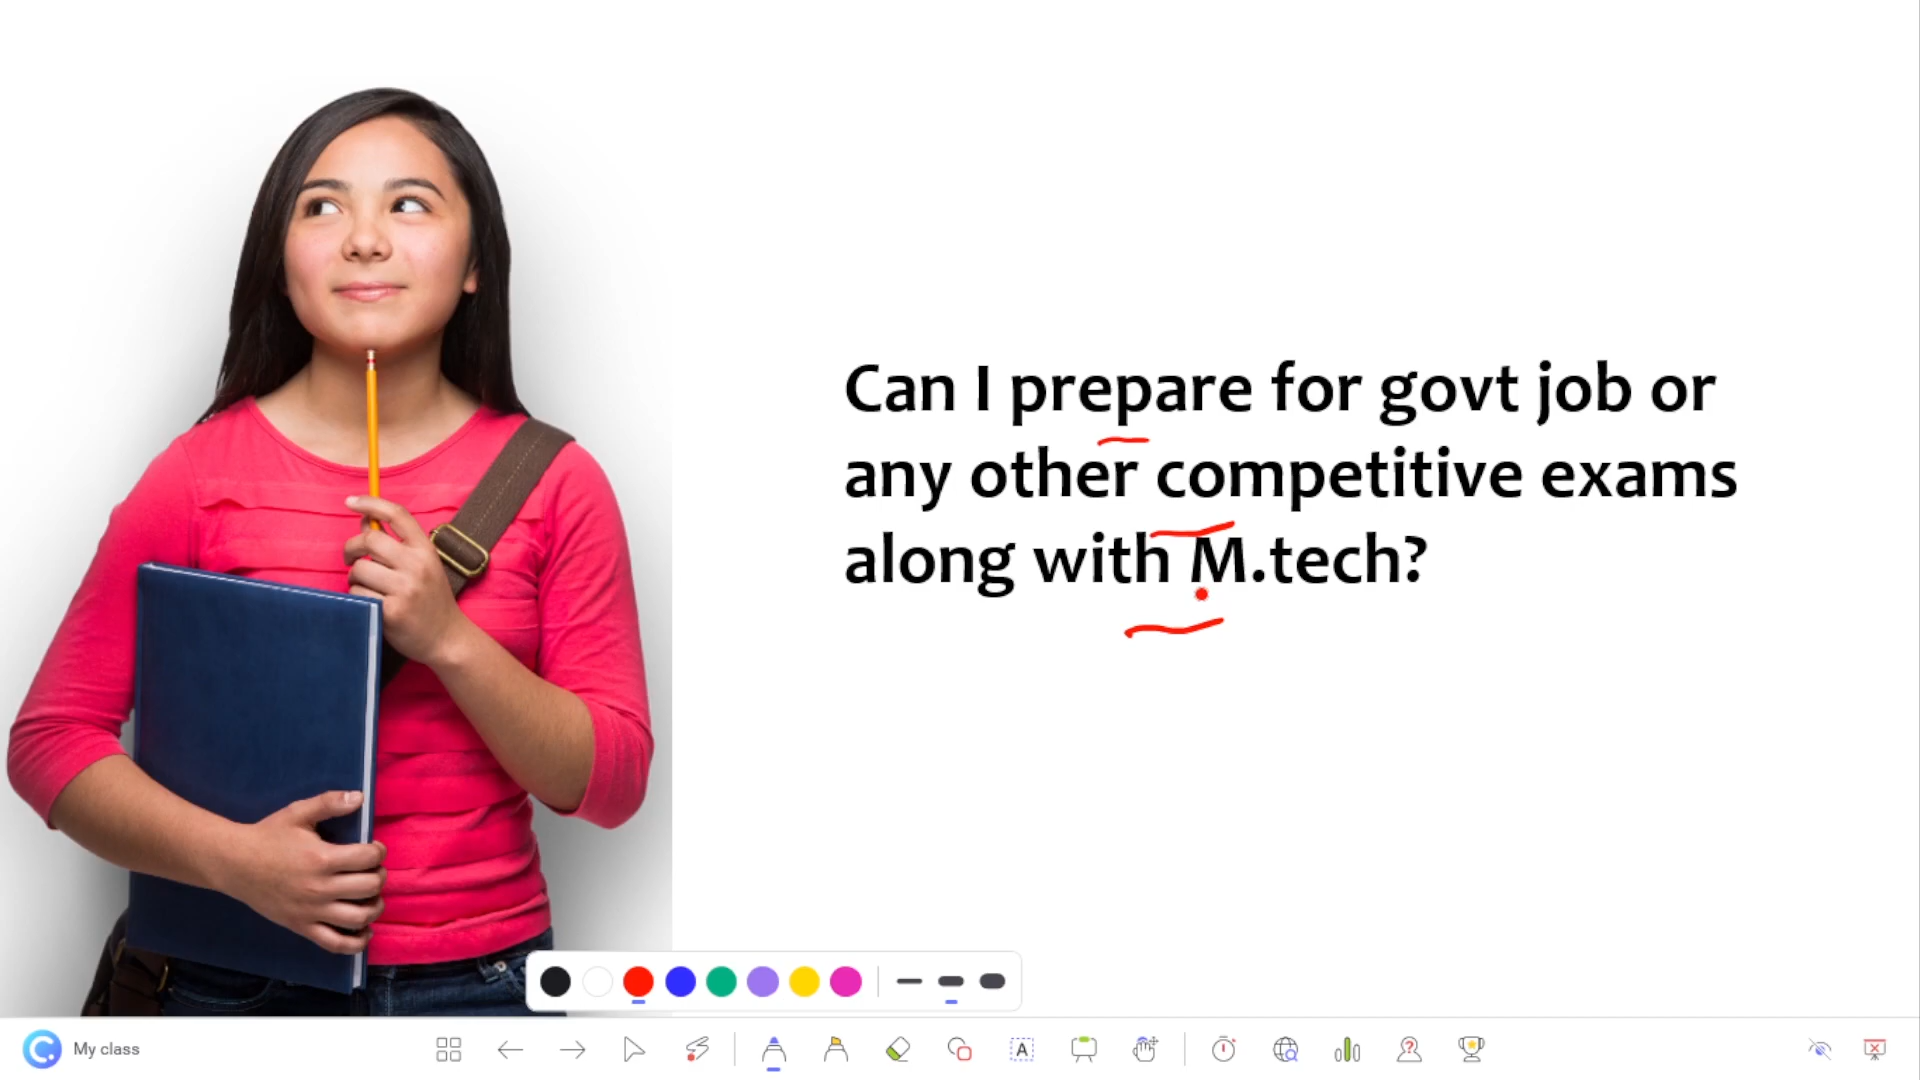 Can I prepare for govt job or
any other competitive exams
along with M.tech?
My class